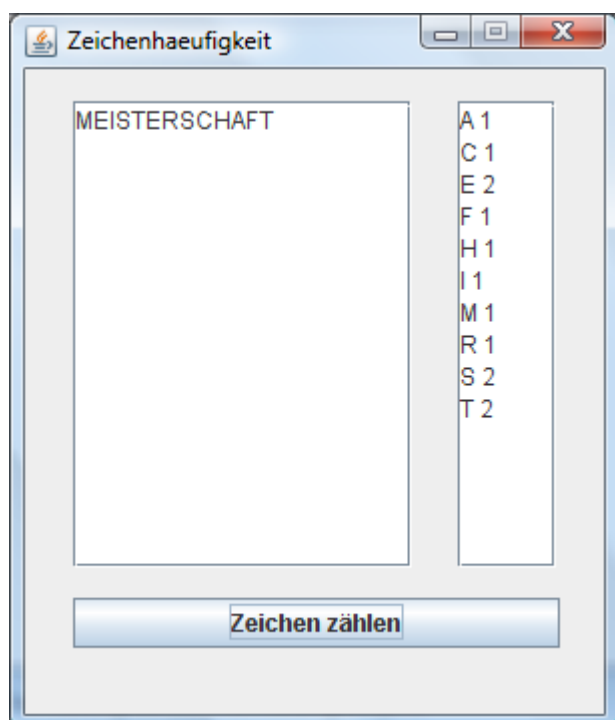 Zeichenhaeufigkeit
MEISTERSCHAFT
A 1
C 1
E 2
F 1
H 1
I 1
M 1
R 1
S 2
T 2
Zeichen zählen